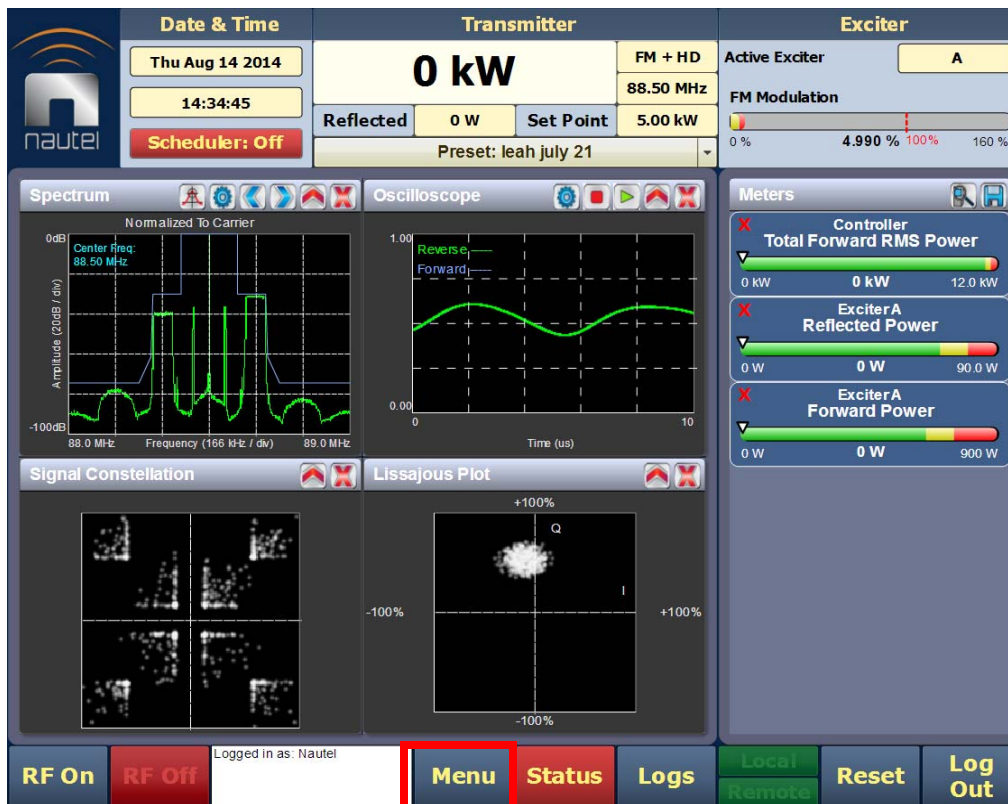 Date & Time
Thu Aug 14 2014
14:34:45
Scheduler: Off
nautel
Transmitter
0 kW
FM + HD
88.50 MHz
Reflected 0 W Set Point 5.00 kW
Preset: leah july 21
Exciter
Active Exciter A
FM Modulation
0 % 4.990 % 100% 160 %
Spectrum
Normalized To Carrier
0dB
Center Freq:
88.50 MHz
Amplitude (20dB / div)
-100dB
88.0 MHz Frequency (166 kHz / div) 89.0 MHz
Oscilloscope
1.00
Reverse
Forward
0.00
0 10
Time (us)
Meters
X Controller
Total Forward RMS Power
0 kW 0 kW 12.0 kW
X Exciter A
Reflected Power
0 W 0 W 90.0 W
X Exciter A
Forward Power
0 W 0 W 900 W
Signal Constellation
Lissajous Plot
+100%
Q
I
-100% +100%
-100%
RF On
RF Off
Logged in as: Nautel
Menu
Status
Logs
Local
Remote
Reset
Log
Out